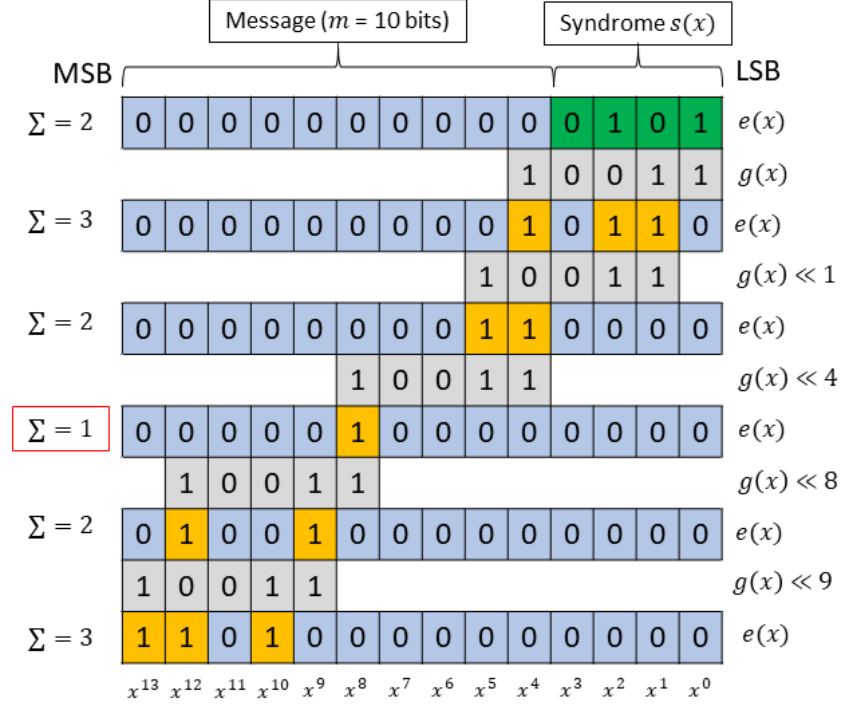 Message (m = 10 bits) Syndrome s(x)
MSB LSB
∑ = 2 0 0 0 0 0 0 0 0 0 0 0 1 0 1 e(x)
1 0 0 1 1 g(x)
∑ = 3 0 0 0 0 0 0 0 0 0 1 0 1 1 0 e(x)
1 0 0 1 1 g(x) ≪ 1
∑ = 2 0 0 0 0 0 0 0 0 1 1 0 0 0 0 e(x)
1 0 0 1 1 g(x) ≪ 4
∑ = 1 0 0 0 0 0 1 0 0 0 0 0 0 0 0 e(x)
1 0 0 1 1 g(x) ≪ 8
∑ = 2 0 1 0 0 1 0 0 0 0 0 0 0 0 0 e(x)
1 0 0 1 1 g(x) ≪ 9
∑ = 3 1 1 0 1 0 0 0 0 0 0 0 0 0 0 e(x)
x¹³ x¹² x¹¹ x¹⁰ x⁹ x⁸ x⁷ x⁶ x⁵ x⁴ x³ x² x¹ x⁰